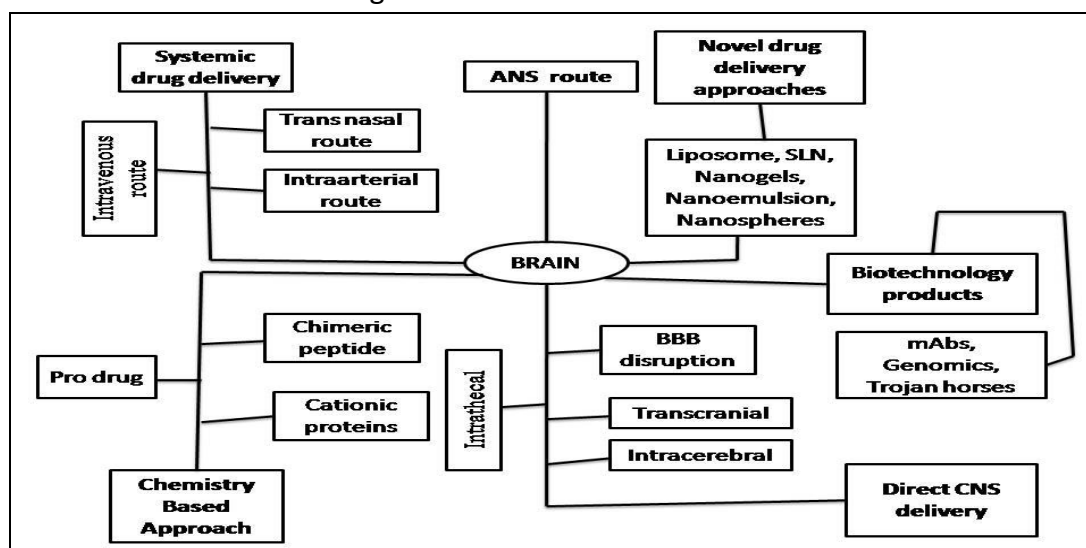 Systemic
drug delivery
ANS route
Novel drug
delivery
approaches
Intravenous
route
Trans nasal
route
Intraarterial
route
Liposome, SLN,
Nanogels,
Nanoemulsion,
Nanospheres
BRAIN
Biotechnology
products
mAbs,
Genomics,
Trojan horses
Pro drug
Chimeric
peptide
Cationic
proteins
Chemistry
Based
Approach
Intrathecal
BBB
disruption
Transcranial
Intracerebral
Direct CNS
delivery